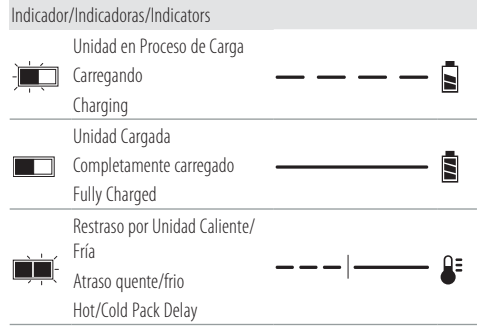 Indicador/Indicadoras/Indicators
Unidad en Proceso de Carga
Carregando
Charging
Unidad Cargada
Completamente carregado
Fully Charged
Restraso por Unidad Caliente/
Fría
Atraso quente/frio
Hot/Cold Pack Delay